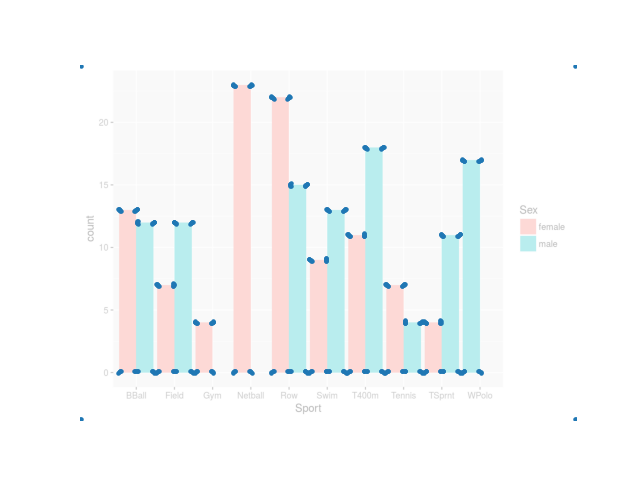 20
15
10
5
0
count
BBall Field Gym Netball Row Swim T400m Tennis TSprnt WPolo
Sport
Sex
female
male